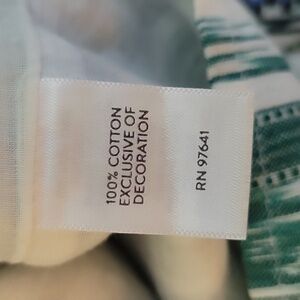 100% COTTON
EXCLUSIVE OF
DECORATION
RN 97641